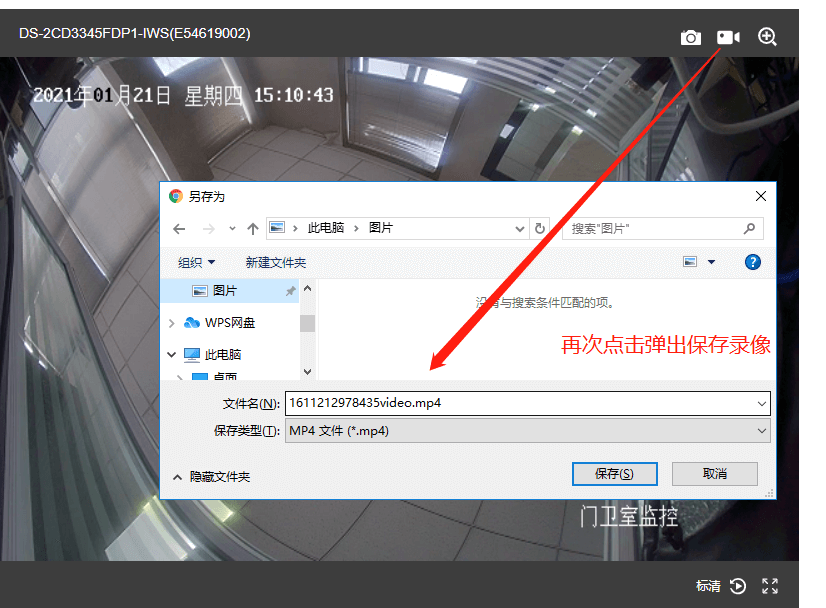 DS-2CD3345FDP1-IWS(E54619002)
2021年01月21日 星期四 15:10:43
另存为
此电脑 › 图片
搜索"图片"
组织
新建文件夹
?
图片
没有与搜索条件匹配的项。
WPS网盘
再次点击弹出保存录像
此电脑
桌面
文件名(N):
1611212978435video.mp4
保存类型(T):
MP4 文件 (*.mp4)
隐藏文件夹
保存(S)
取消
门卫室监控
标清